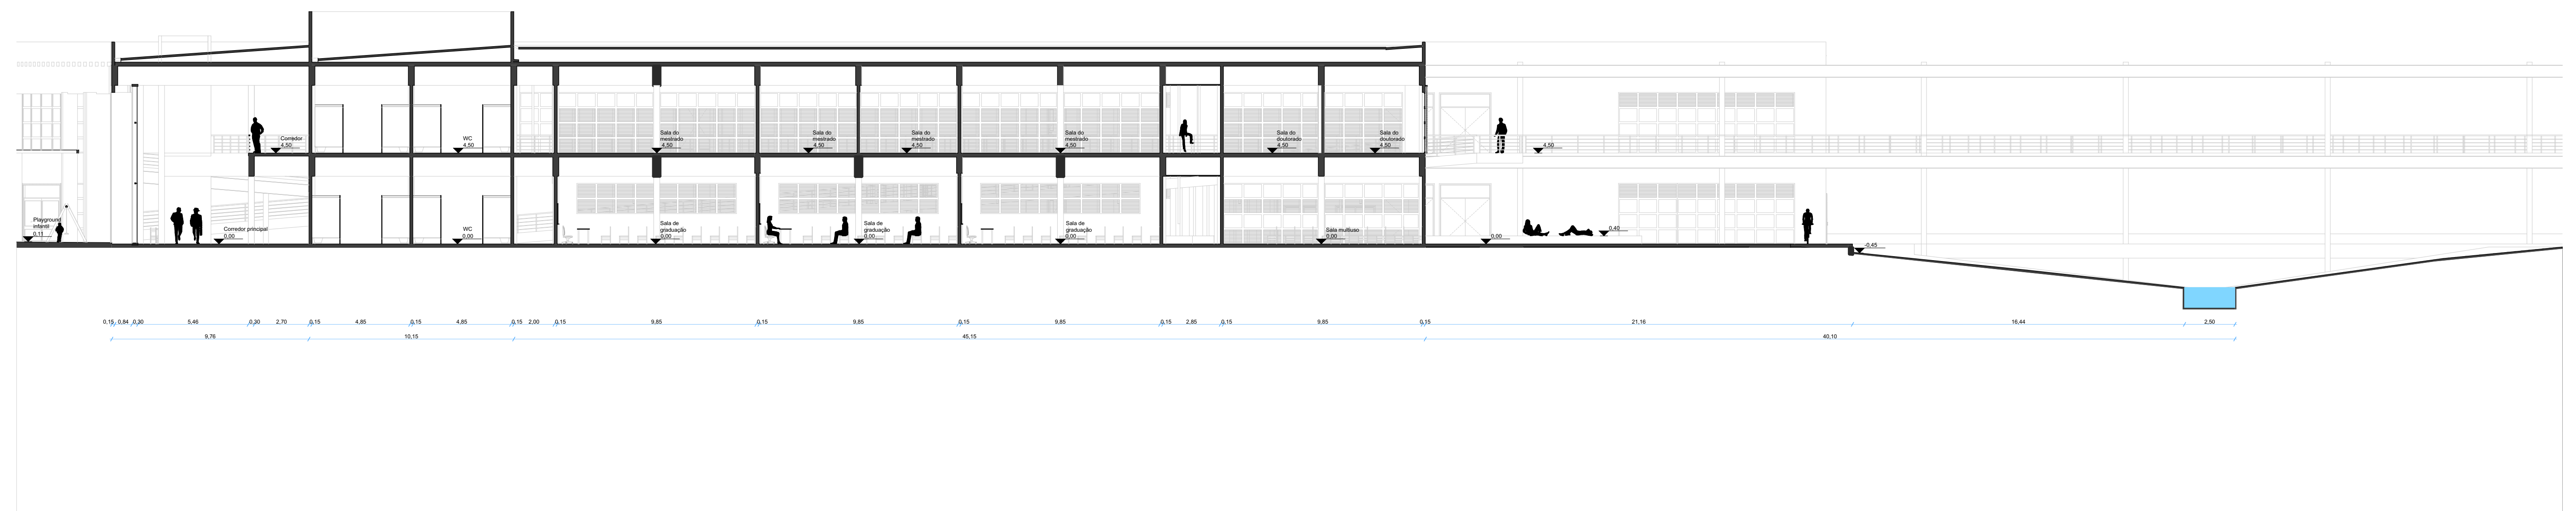 Corredor
4,50
WC
4,50
Sala do
mestrado
4,50
Sala do
mestrado
4,50
Sala do
mestrado
4,50
Sala do
mestrado
4,50
Sala do
doutorado
4,50
Sala do
doutorado
4,50
4,50
Playground
infantil
0,11
Corredor principal
0,00
WC
0,00
Sala de
graduação
0,00
Sala de
graduação
0,00
Sala de
graduação
0,00
Sala multiuso
0,00
0,00
0,40
-0,45
0,15 0,84 0,30 5,46 0,30 2,70 0,15 4,85 0,15 4,85 0,15 2,00 0,15 9,85 0,15 9,85 0,15 9,85 0,15 2,85 0,15 9,85 0,15 21,16 16,44 2,50
9,76 10,15 45,15 40,10